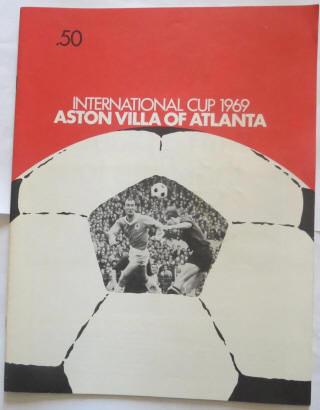 .50
INTERNATIONAL CUP 1969
ASTON VILLA OF ATLANTA